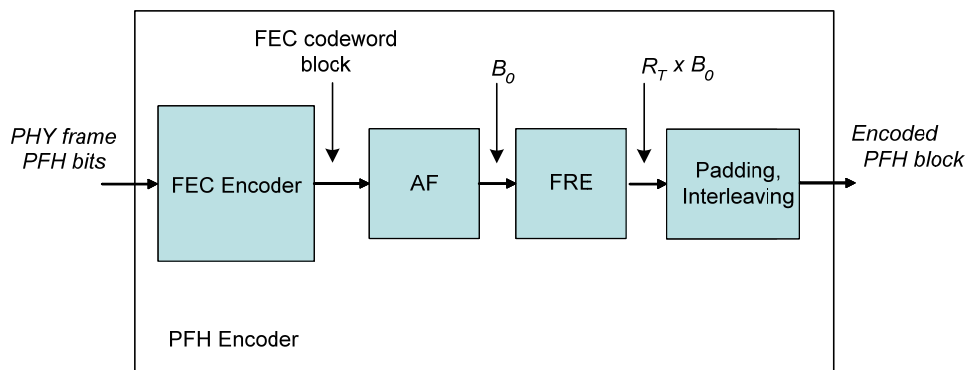 FEC codeword
block
B0
RT x B0
PHY frame
PFH bits
FEC Encoder
AF
FRE
Padding,
Interleaving
Encoded
PFH block
PFH Encoder